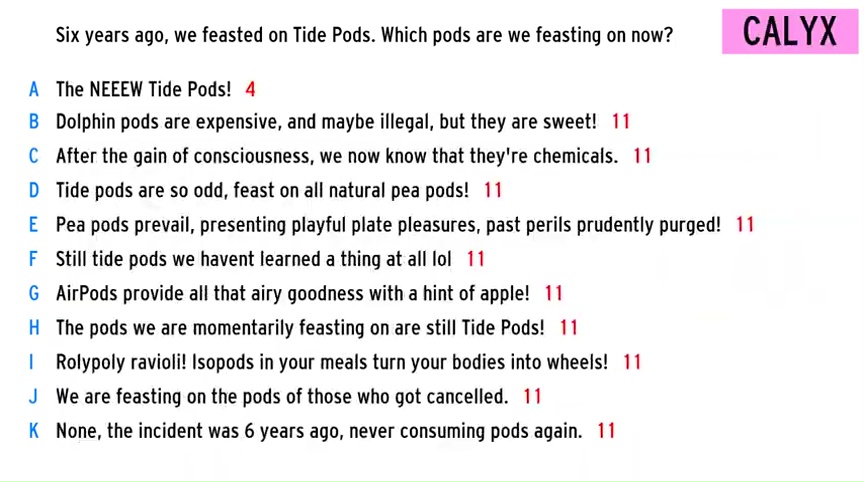 Six years ago, we feasted on Tide Pods. Which pods are we feasting on now?
CALYX
A The NEEEW Tide Pods! 4
B Dolphin pods are expensive, and maybe illegal, but they are sweet! 11
C After the gain of consciousness, we now know that they're chemicals. 11
D Tide pods are so odd, feast on all natural pea pods! 11
E Pea pods prevail, presenting playful plate pleasures, past perils prudently purged! 11
F Still tide pods we havent learned a thing at all lol 11
G AirPods provide all that airy goodness with a hint of apple! 11
H The pods we are momentarily feasting on are still Tide Pods! 11
I Rolypoly ravioli! Isopods in your meals turn your bodies into wheels! 11
J We are feasting on the pods of those who got cancelled. 11
K None, the incident was 6 years ago, never consuming pods again. 11